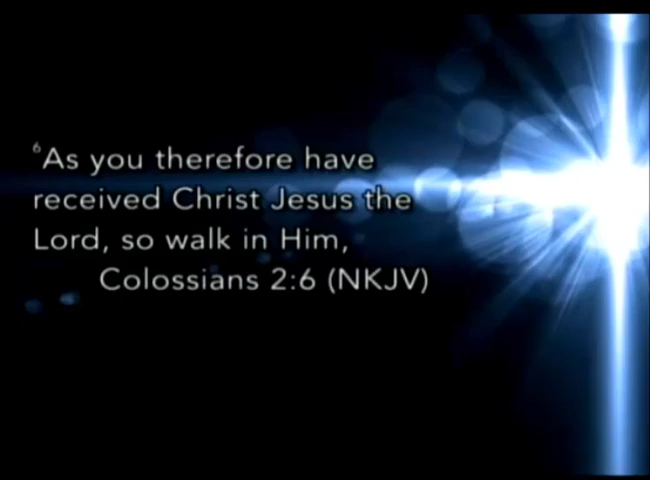 ⁶As you therefore have
received Christ Jesus the
Lord, so walk in Him,
Colossians 2:6 (NKJV)